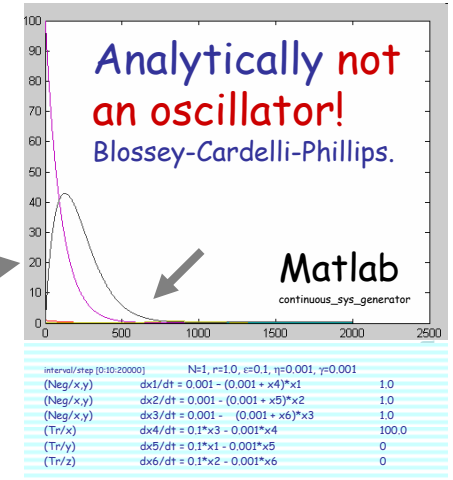 100
90
80
70
60
50
40
30
20
10
0
Analytically not
an oscillator!
Blossey-Cardelli-Phillips.
Matlab
continuous_sys_generator
0 500 1000 1500 2000 2500
interval/step [0:10:20000] N=1, r=1.0, ε=0.1, η=0.001, γ=0.001
(Neg/x,y) dx1/dt = 0.001 - (0.001 + x4)*x1 1.0
(Neg/x,y) dx2/dt = 0.001 - (0.001 + x5)*x2 1.0
(Neg/x,y) dx3/dt = 0.001 - (0.001 + x6)*x3 1.0
(Tr/x) dx4/dt = 0.1*x3 - 0.001*x4 100.0
(Tr/y) dx5/dt = 0.1*x1 - 0.001*x5 0
(Tr/z) dx6/dt = 0.1*x2 - 0.001*x6 0